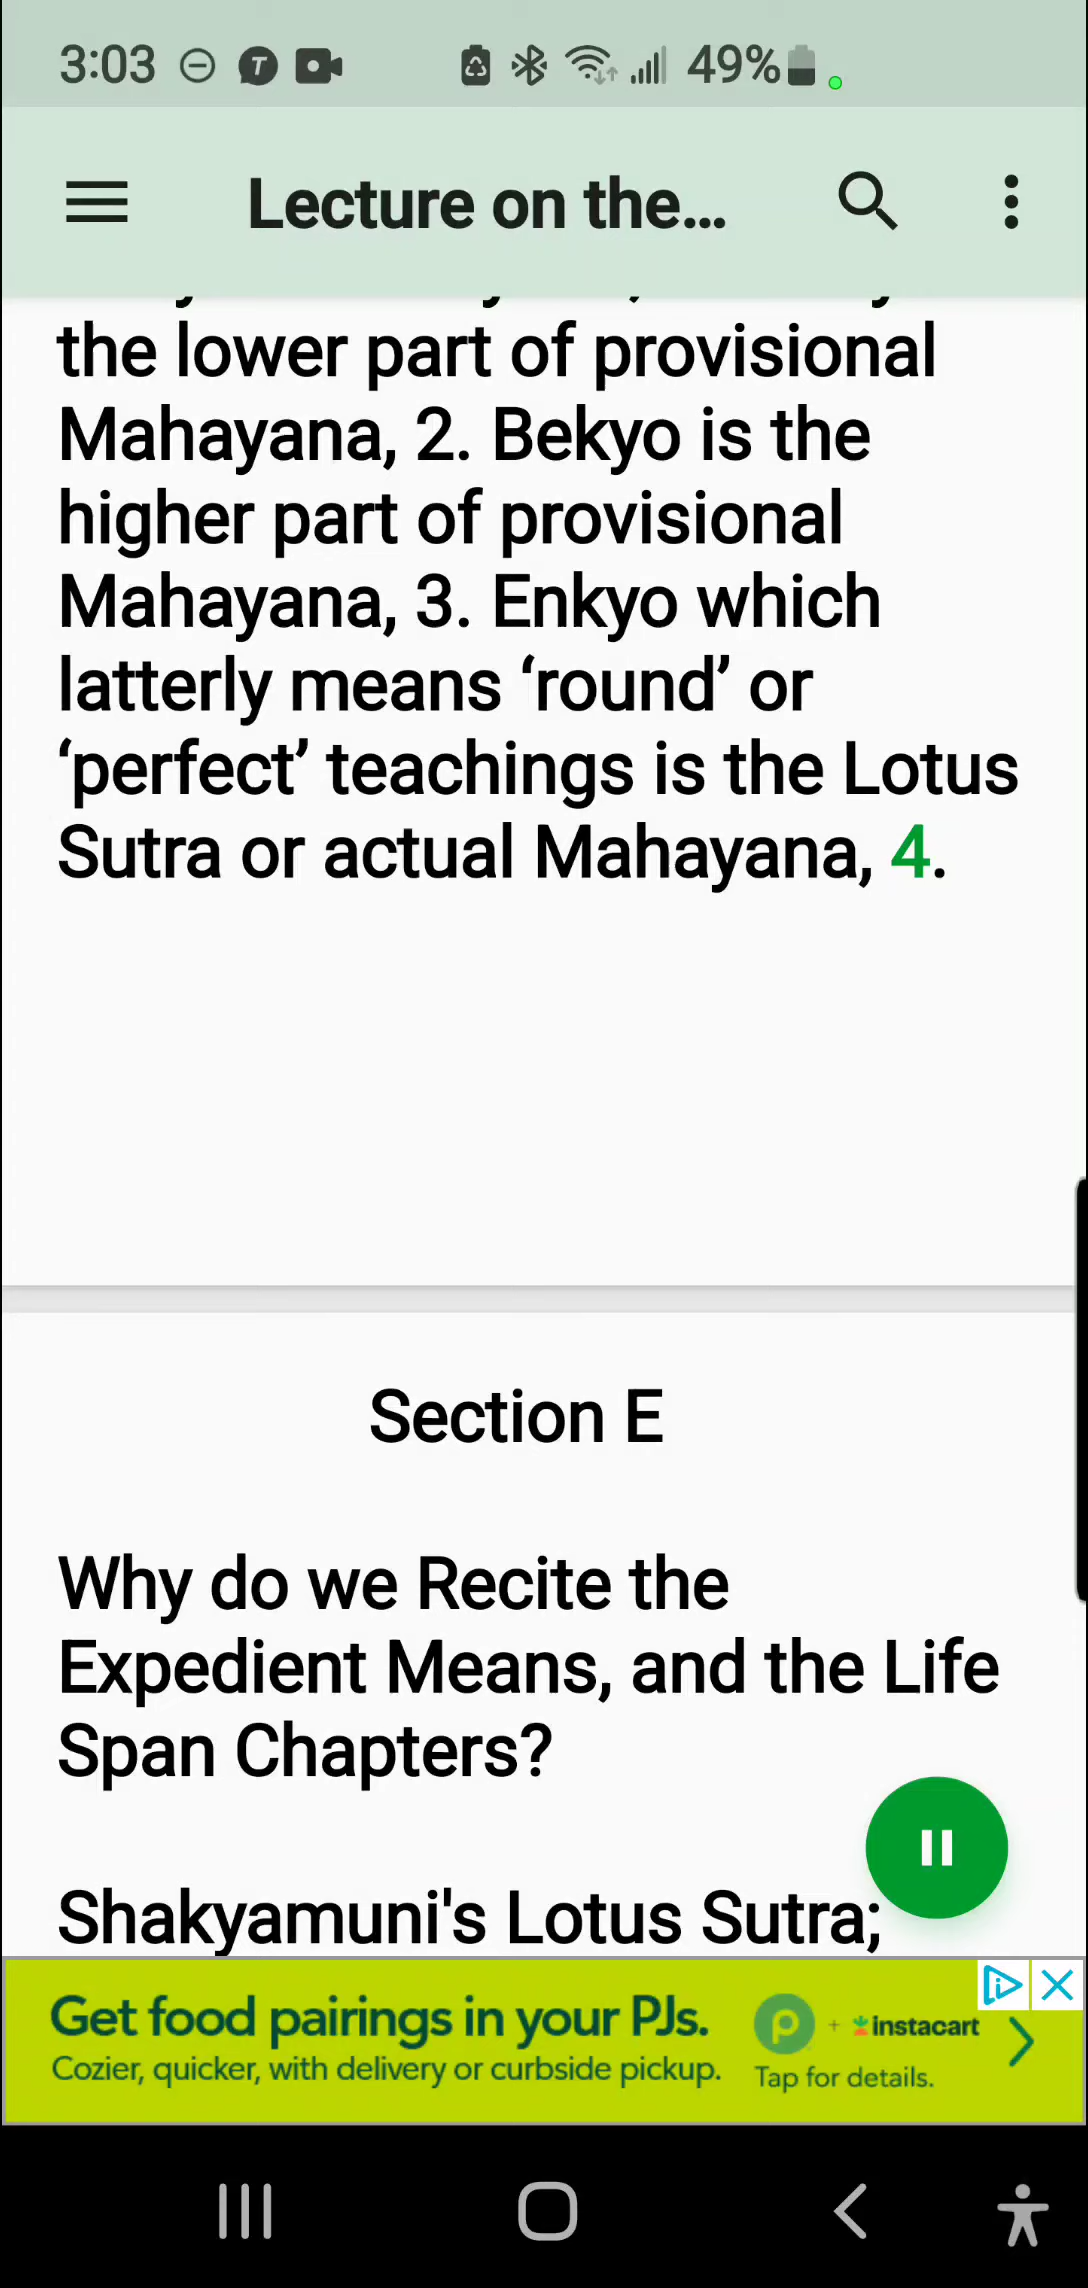 3:03
49%
Lecture on the...
the lower part of provisional
Mahayana, 2. Bekyo is the
higher part of provisional
Mahayana, 3. Enkyo which
latterly means ‘round’ or
‘perfect’ teachings is the Lotus
Sutra or actual Mahayana, 4.
Section E
Why do we Recite the
Expedient Means, and the Life
Span Chapters?
Shakyamuni's Lotus Sutra;
Get food pairings in your PJs.
Cozier, quicker, with delivery or curbside pickup.
+ instacart
Tap for details.